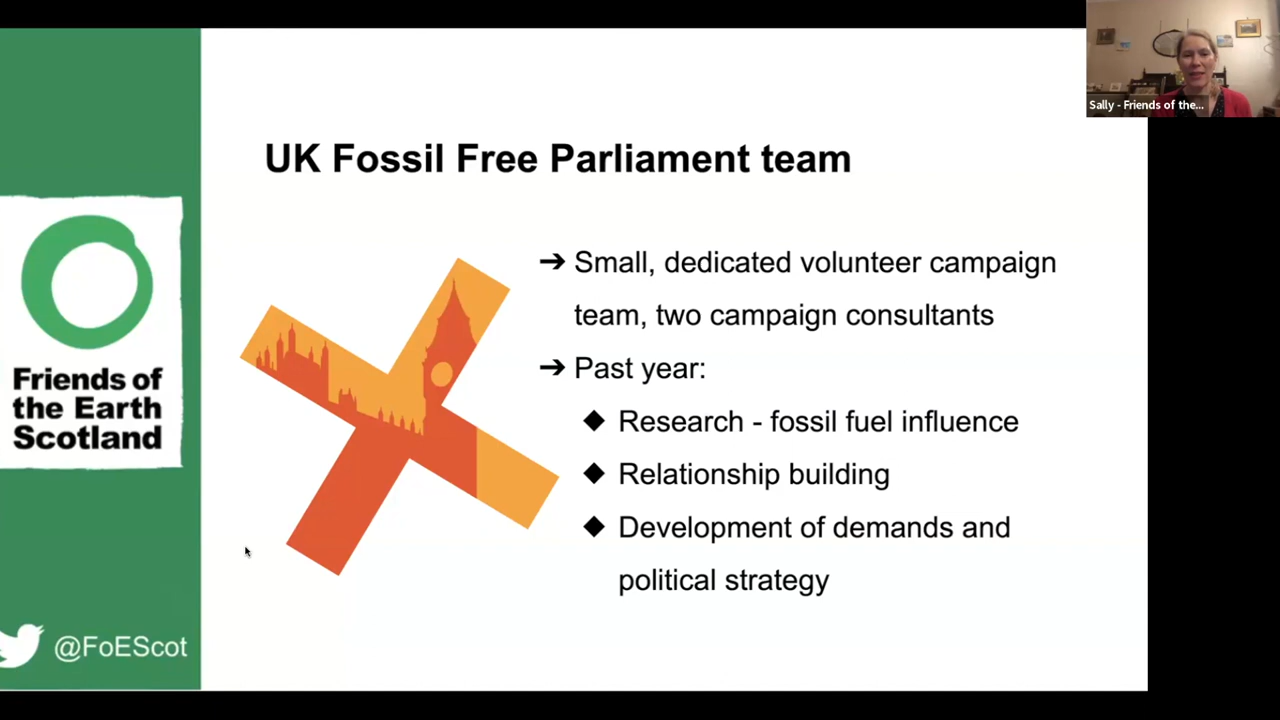 Sally - Friends of the...
UK Fossil Free Parliament team
➔ Small, dedicated volunteer campaign
team, two campaign consultants
➔ Past year:
◆ Research - fossil fuel influence
◆ Relationship building
◆ Development of demands and
political strategy
Friends of
the Earth
Scotland
@FoEScot